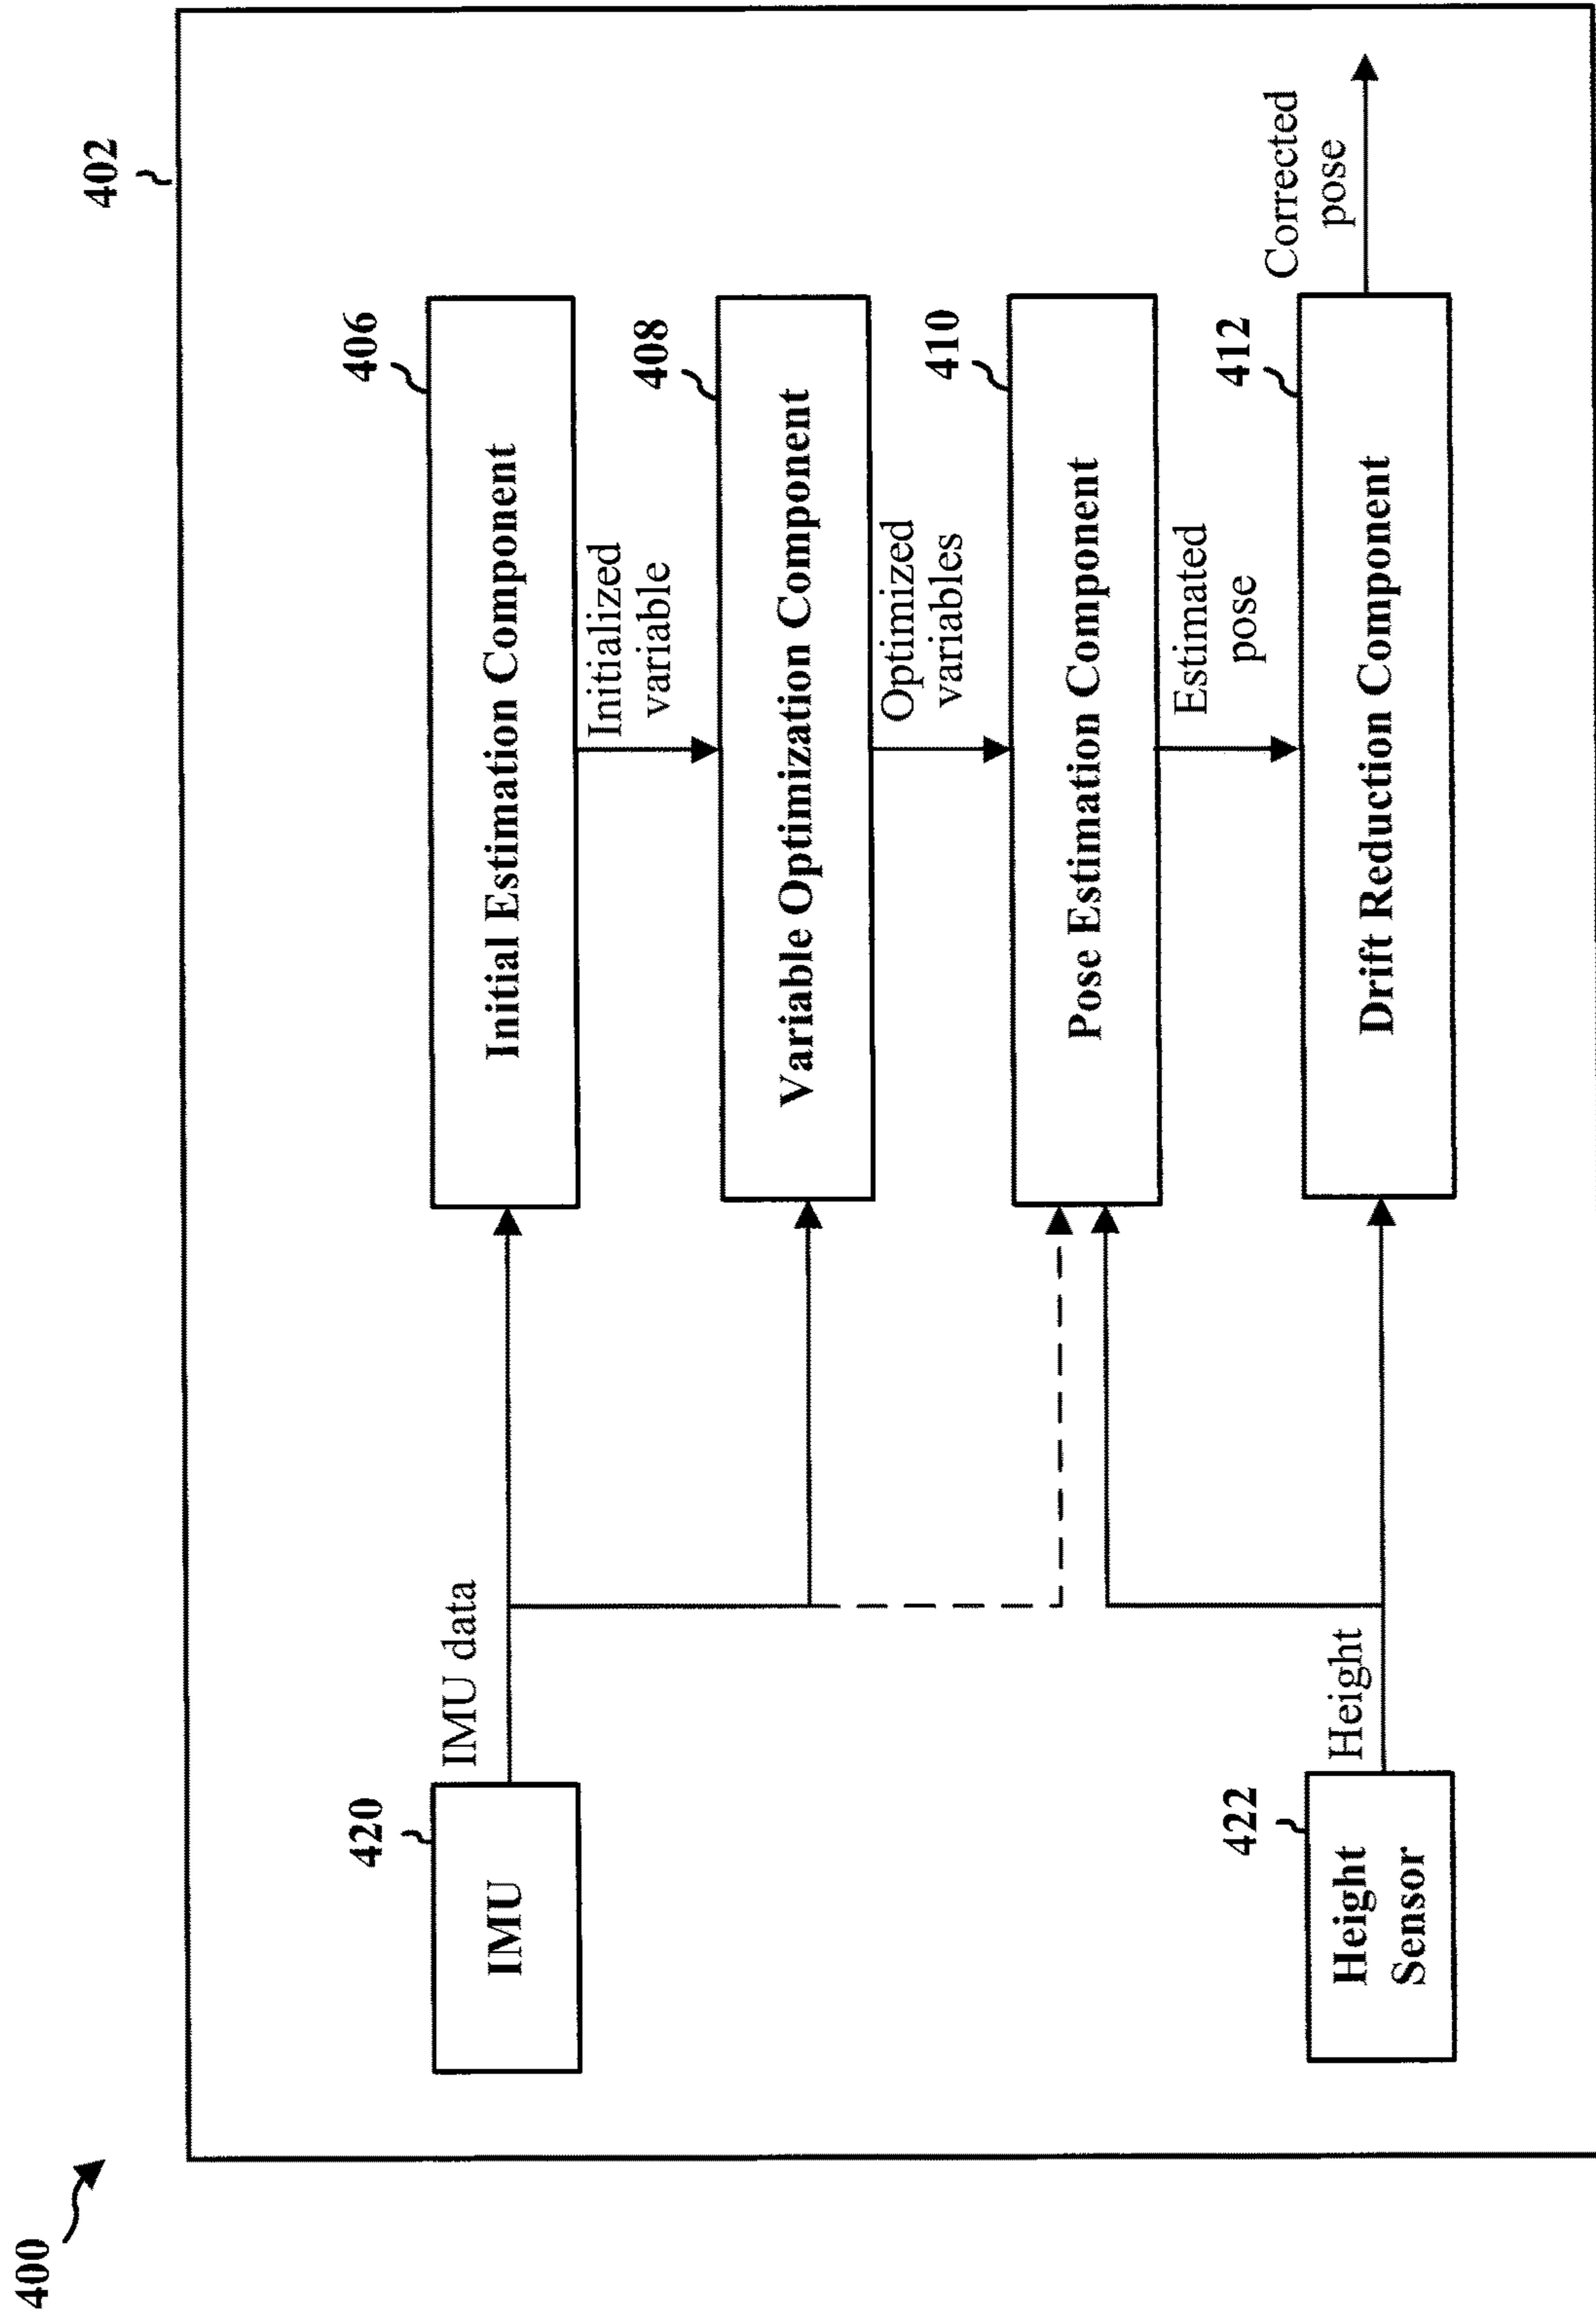 400
402
420
IMU
IMU data
406
Initial Estimation Component
Initialized
variable
408
Variable Optimization Component
Optimized
variables
410
Pose Estimation Component
Estimated
pose
422
Height
Sensor
Height
412
Drift Reduction Component
Corrected
pose